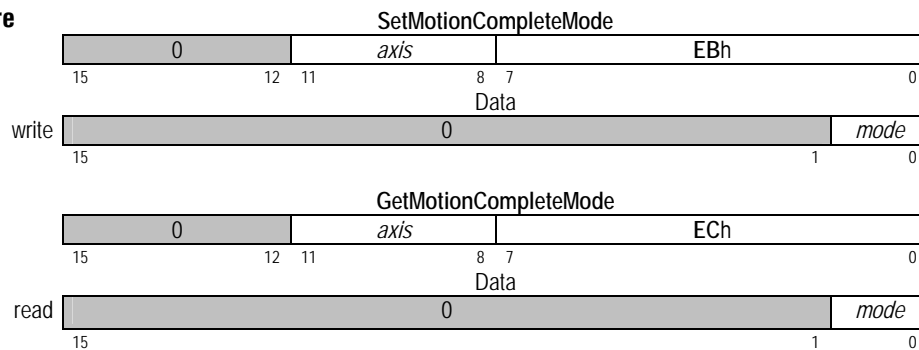 re
SetMotionCompleteMode
0 axis EBh
15 12 11 8 7 0
Data
write 0 mode
15 1 0
GetMotionCompleteMode
0 axis ECh
15 12 11 8 7 0
Data
read 0 mode
15 1 0